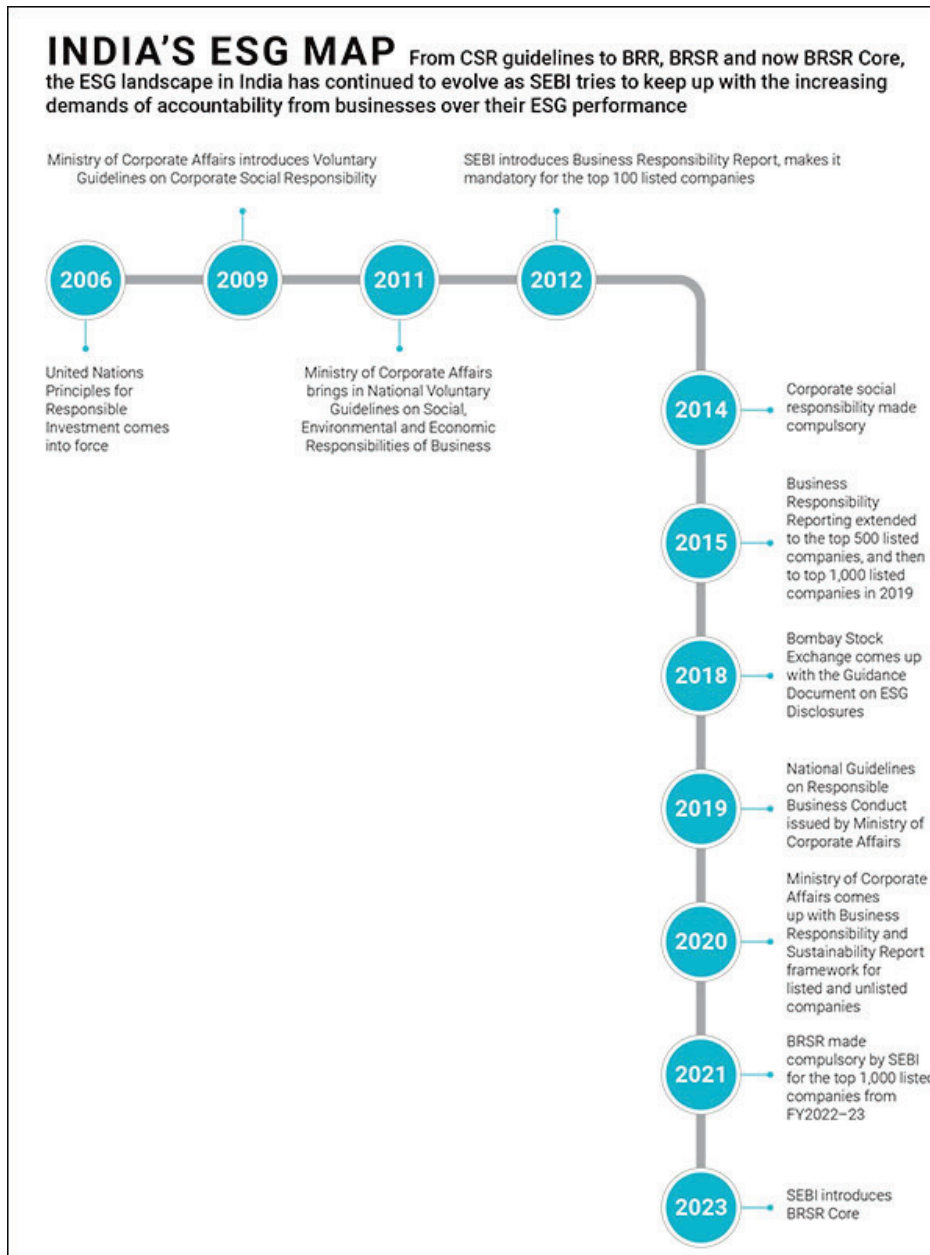 INDIA'S ESG MAP From CSR guidelines to BRR, BRSR and now BRSR Core,
the ESG landscape in India has continued to evolve as SEBI tries to keep up with the increasing
demands of accountability from businesses over their ESG performance
Ministry of Corporate Affairs introduces Voluntary
Guidelines on Corporate Social Responsibility
SEBI introduces Business Responsibility Report, makes it
mandatory for the top 100 listed companies
2006
2009
2011
2012
United Nations
Principles for
Responsible
Investment comes
into force
Ministry of Corporate Affairs
brings in National Voluntary
Guidelines on Social,
Environmental and Economic
Responsibilities of Business
2014
Corporate social
responsibility made
compulsory
2015
Business
Responsibility
Reporting extended
to the top 500 listed
companies, and then
to top 1,000 listed
companies in 2019
2018
Bombay Stock
Exchange comes up
with the Guidance
Document on ESG
Disclosures
2019
National Guidelines
on Responsible
Business Conduct
issued by Ministry of
Corporate Affairs
2020
Ministry of Corporate
Affairs comes
up with Business
Responsibility and
Sustainability Report
framework for
listed and unlisted
companies
2021
BRSR made
compulsory by SEBI
for the top 1,000 listed
companies from
FY2022–23
2023
SEBI introduces
BRSR Core